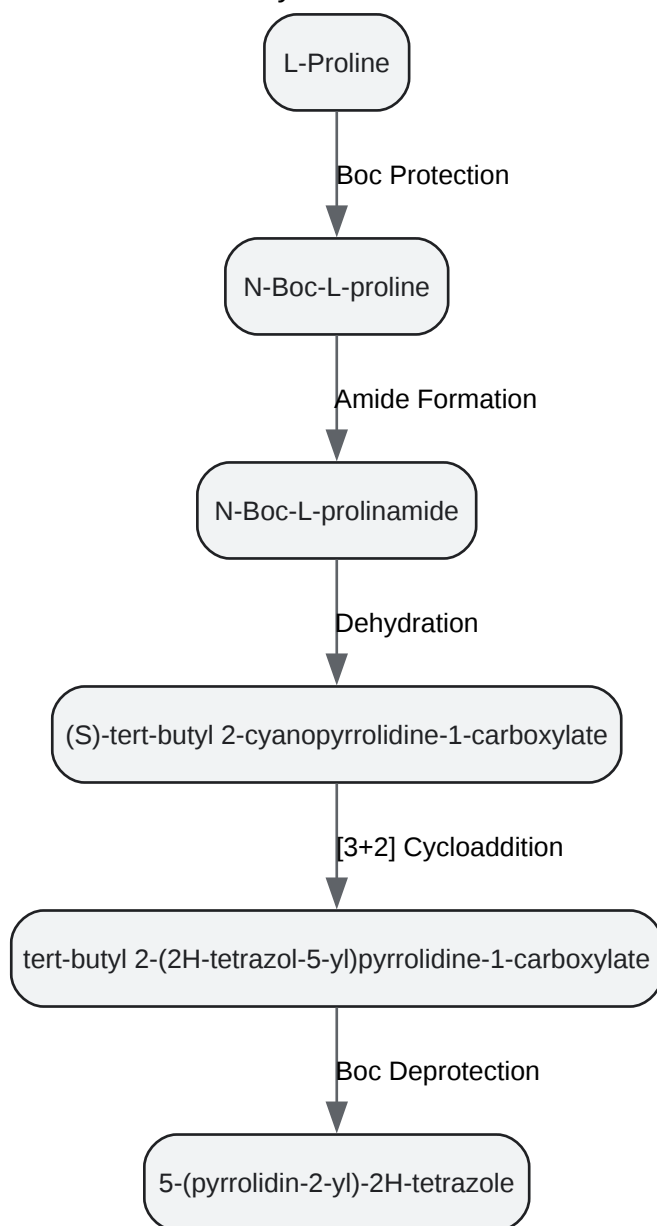 L-Proline
Boc Protection
N-Boc-L-proline
Amide Formation
N-Boc-L-prolinamide
Dehydration
(S)-tert-butyl 2-cyanopyrrolidine-1-carboxylate
[3+2] Cycloaddition
tert-butyl 2-(2H-tetrazol-5-yl)pyrrolidine-1-carboxylate
Boc Deprotection
5-(pyrrolidin-2-yl)-2H-tetrazole